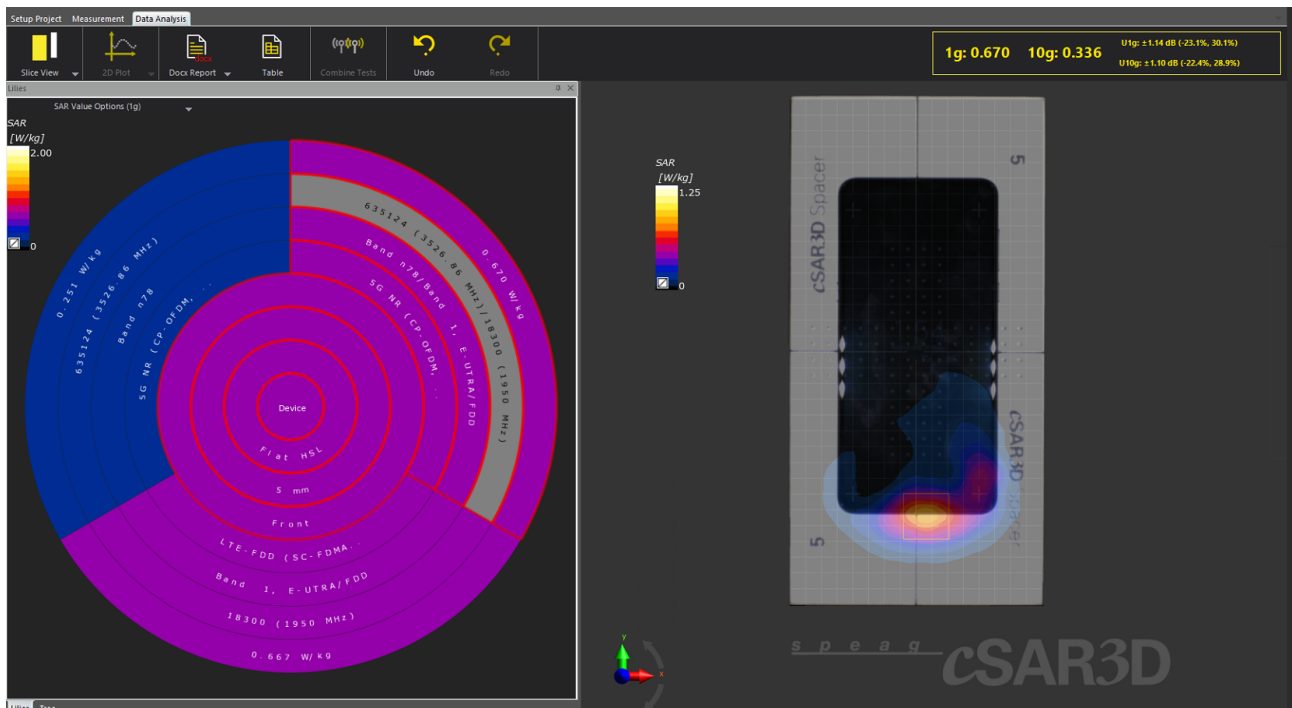 Setup Project Measurement Data Analysis
Slice View 2D Plot Docx Report Table Combine Tests Undo Redo
docx
1g: 0.670 10g: 0.336
U1g: ±1.14 dB (-23.1%, 30.1%)
U10g: ±1.10 dB (-22.4%, 28.9%)
Lilies
SAR Value Options (1g)
SAR
[W/kg]
2.00
0
0.251 W/kg
635124 (3526.86 MHz)
Band n78
5G NR (CP-OFDM, ..
0.670 W/kg
635124 (3526.86 MHz)/18300 (1950 MHz)
Band n78/Band 1, E-UTRA/FDD
5G NR (CP-OFDM, ..
Device
Flat HSL
5 mm
Front
LTE-FDD (SC-FDMA..
Band 1, E-UTRA/FDD
18300 (1950 MHz)
0.667 W/kg
SAR
[W/kg]
1.25
0
5
cSAR3D Spacer
cSAR3D Spacer
5
y
x
speag
cSAR3D
Lilies Tree